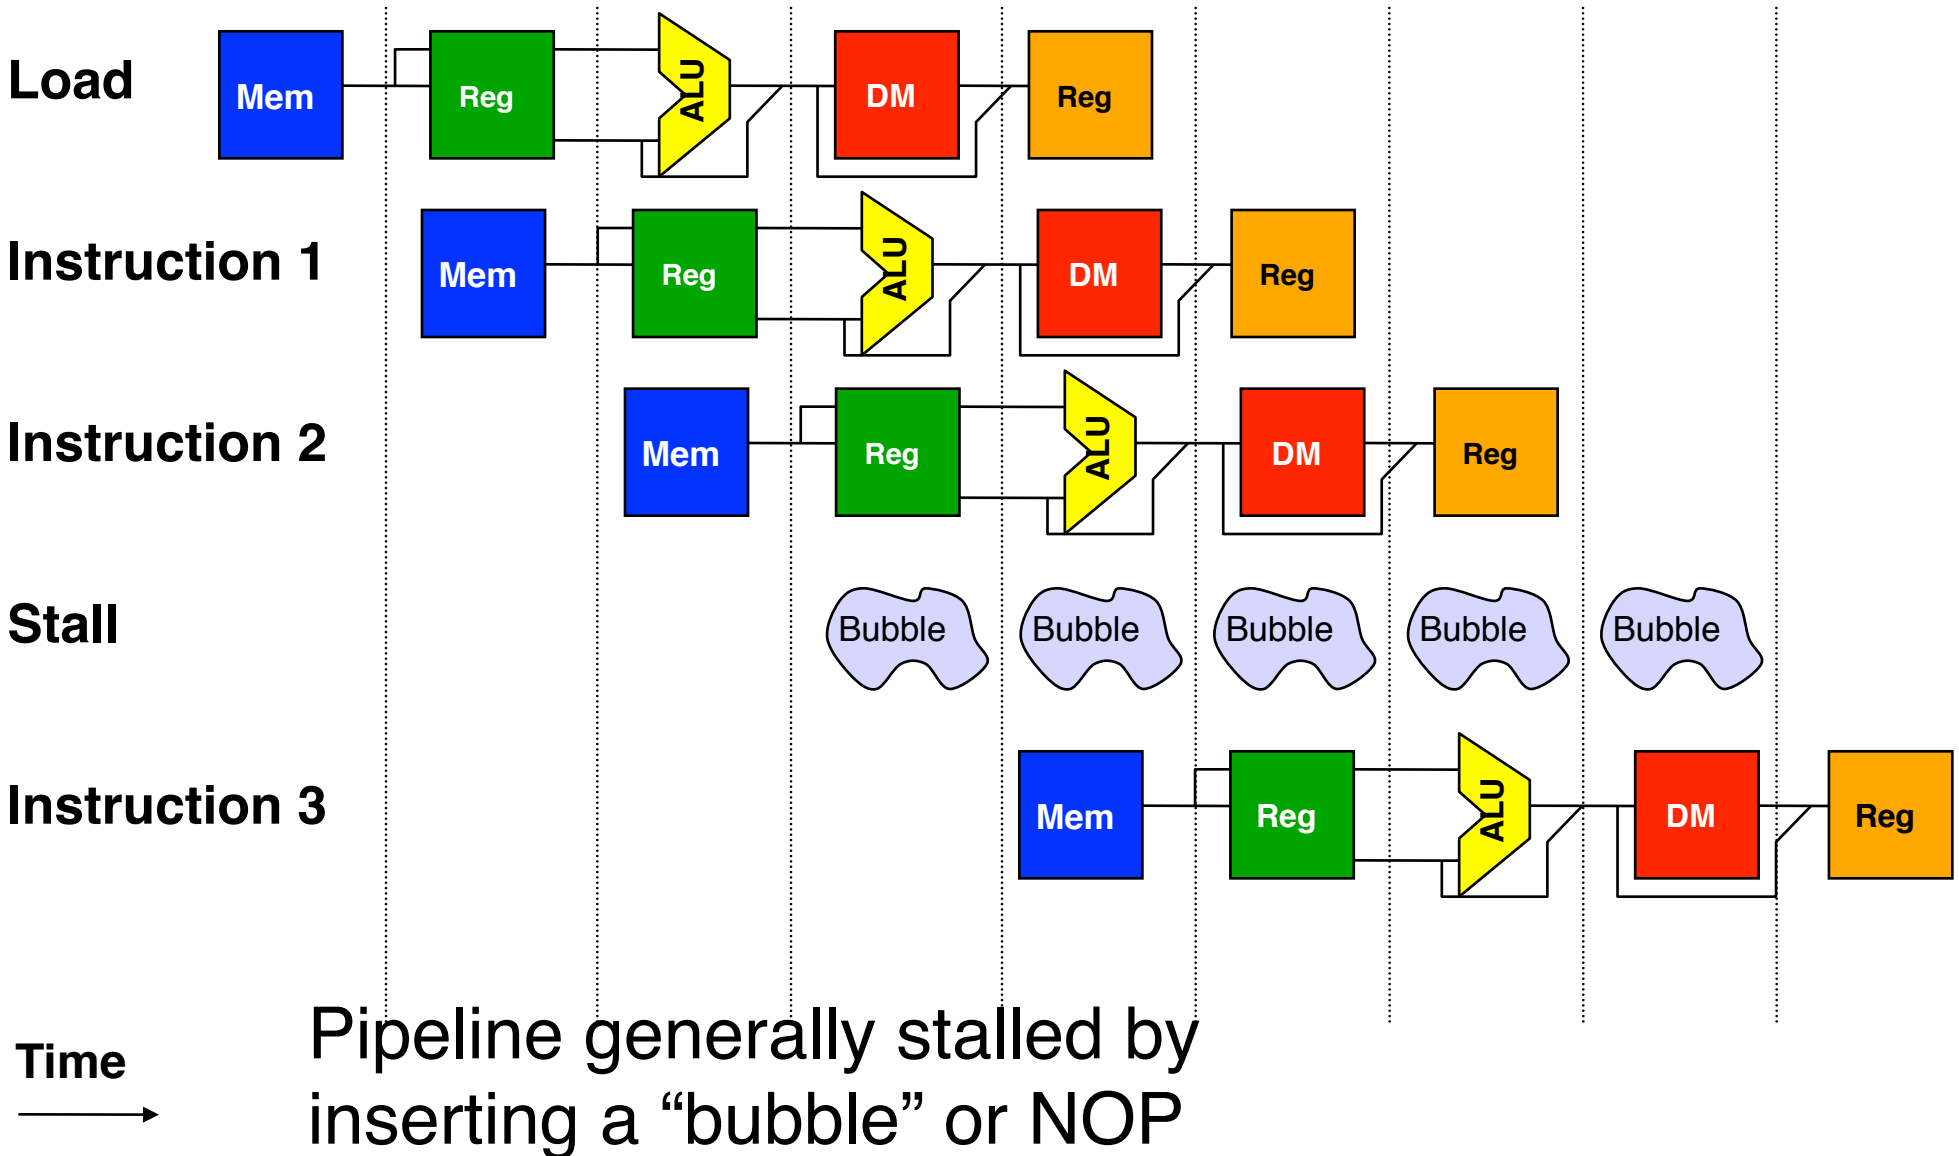 Load Mem Reg ALU DM Reg
Instruction 1 Mem Reg ALU DM Reg
Instruction 2 Mem Reg ALU DM Reg
Stall Bubble Bubble Bubble Bubble Bubble
Instruction 3 Mem Reg ALU DM Reg
Time
Pipeline generally stalled by
inserting a “bubble” or NOP